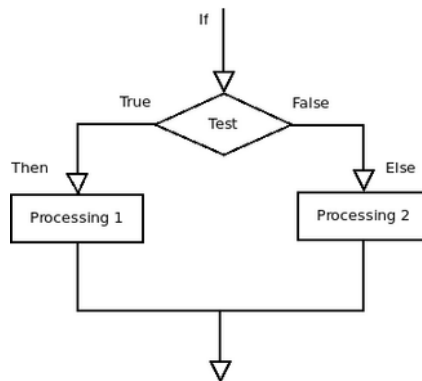 If
True
False
Test
Then
Else
Processing 1
Processing 2